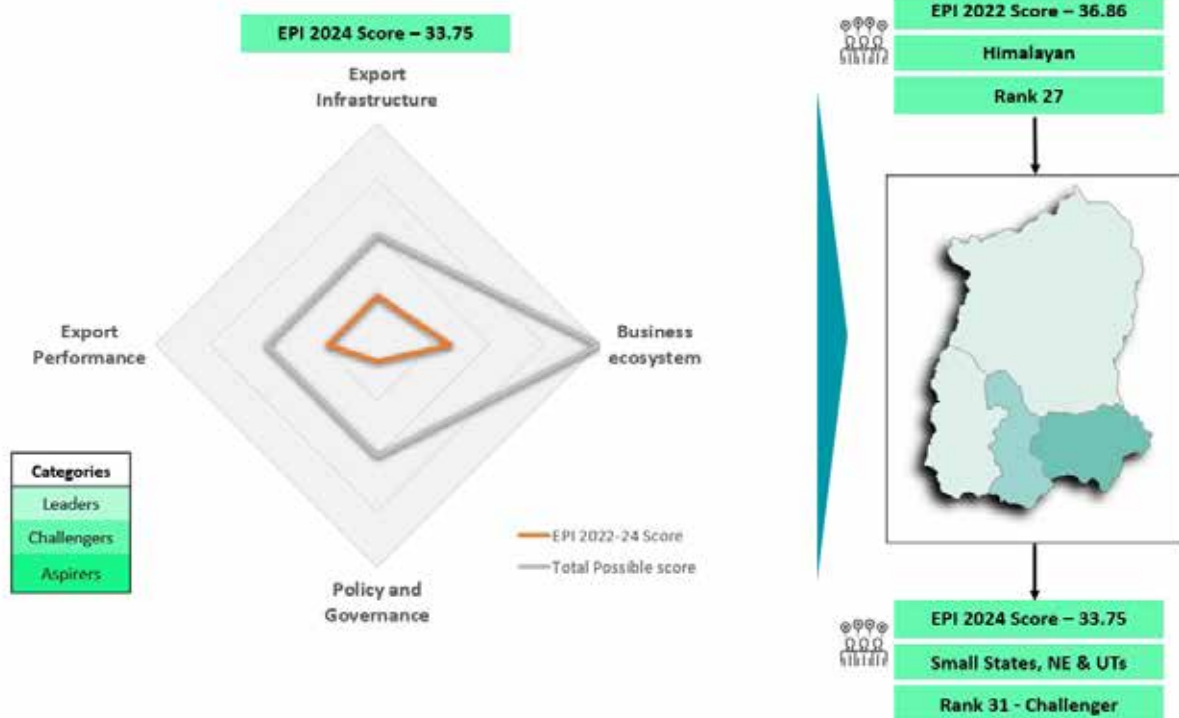 EPI 2024 Score – 33.75
Export
Infrastructure
Export
Performance
Business
ecosystem
Policy and
Governance
Categories
Leaders
Challengers
Aspirers
EPI 2022-24 Score
Total Possible score
EPI 2022 Score – 36.86
Himalayan
Rank 27
EPI 2024 Score – 33.75
Small States, NE & UTs
Rank 31 - Challenger